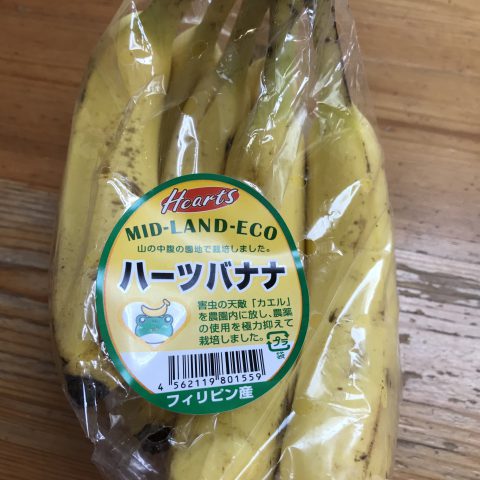 Hearts
MID-LAND-ECO
山の中腹の園地で栽培しました。
ハーツバナナ
害虫の天敵「カエル」
を農園内に放し、農薬
の使用を極力抑えて
栽培しました。
プラ
袋
4 562119 801559
フィリピン産